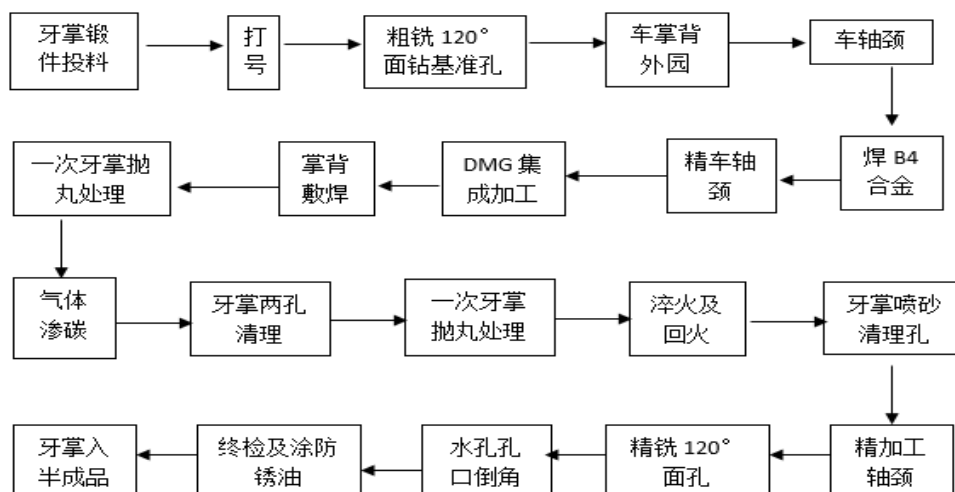 牙掌锻
件投料
打
号
粗铣 120°
面钻基准孔
车掌背
外园
车轴颈
焊 B4
合金
精车轴
颈
DMG 集
成加工
掌背
敷焊
一次牙掌抛
丸处理
气体
渗碳
牙掌两孔
清理
一次牙掌
抛丸处理
淬火及
回火
牙掌喷砂
清理孔
精加工
轴颈
精铣 120°
面孔
水孔孔
口倒角
终检及涂防
锈油
牙掌入
半成品